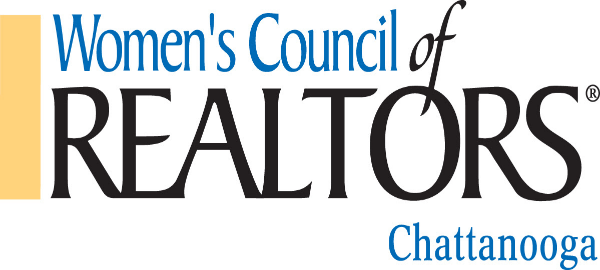 Women's Council of
REALTORS®
Chattanooga